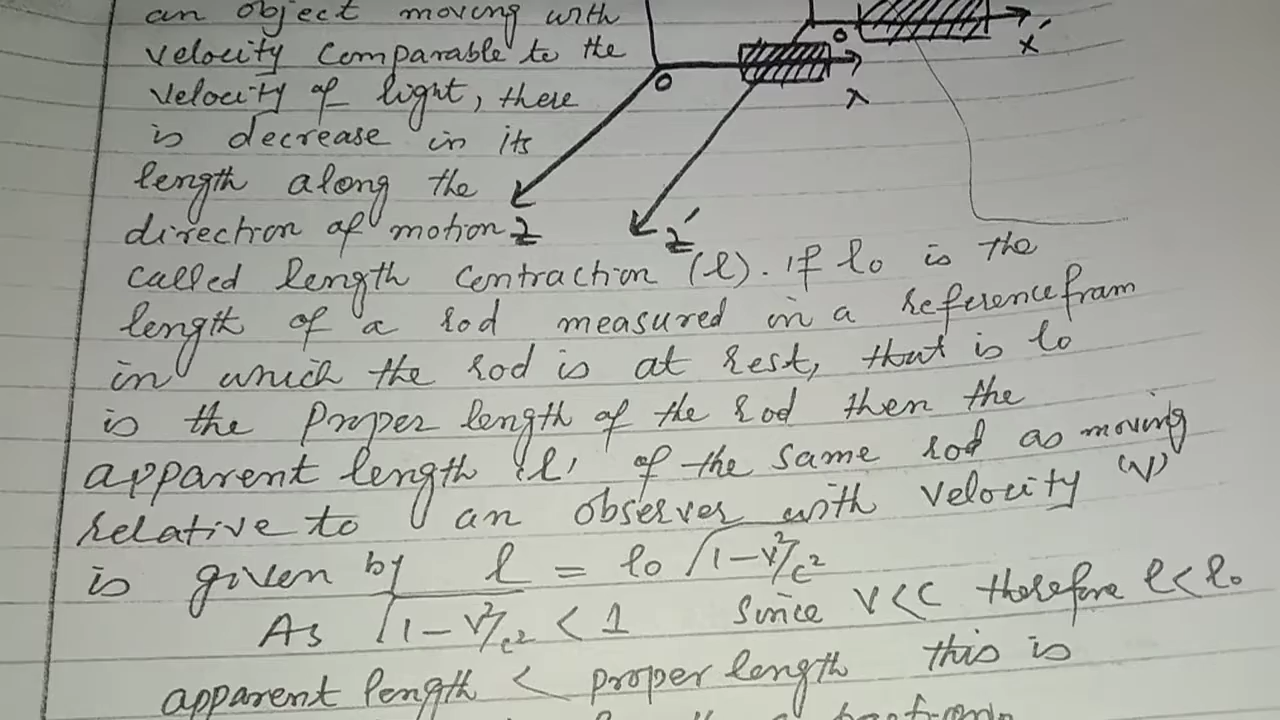 an object moving with
velocity comparable to the
velocity of light, there
is decrease in its
length along the
direction of motion
called length contraction (l). if l₀ is the
length of a rod measured in a reference fram
in which the rod is at rest, that is l₀
is the proper length of the rod then the
apparent length 'l' of the same rod as moving
relative to an observer with velocity (V)
is given by l = l₀ √1-V²/c²
As √1-V²/c² < 1 Since V<C therefore l<l₀
apparent length < proper length this is
O
X
Z
O
X'
Z'